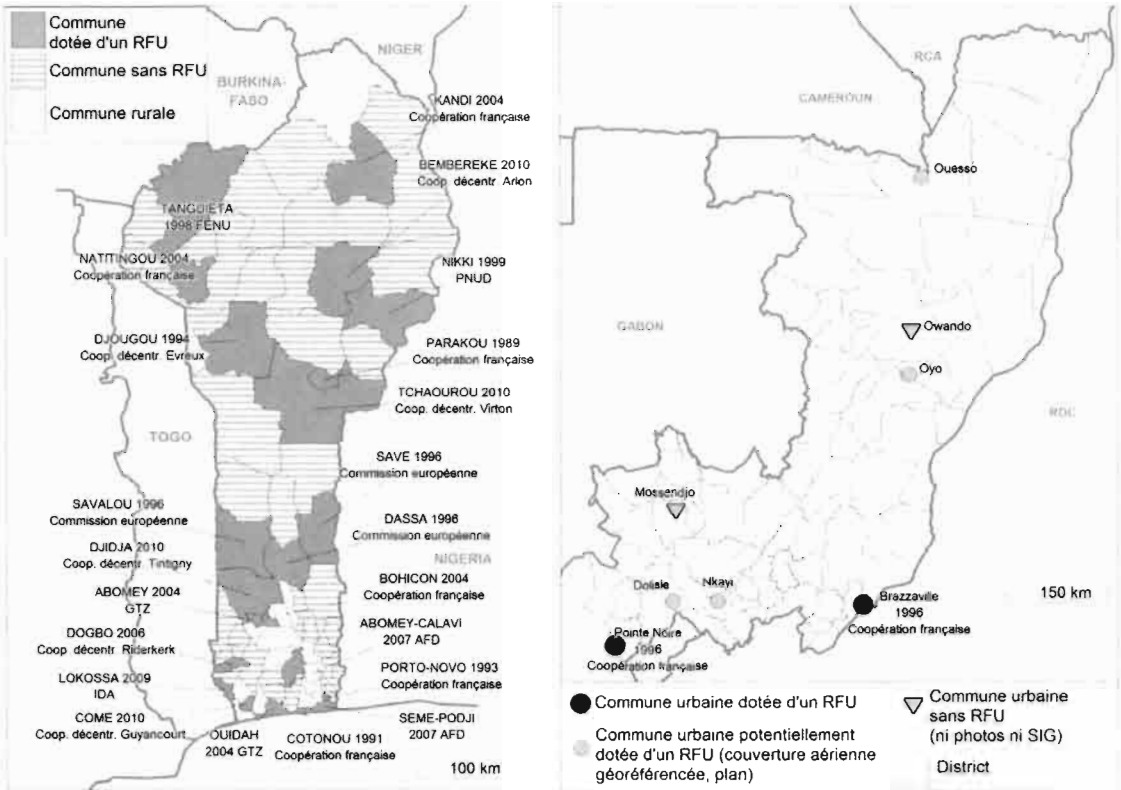 Commune
dotée d'un RFU
Commune sans RFU
Commune rurale
BURKINA-
FABO
NIGER
KANDI 2004
Coopération française
BEMBEREKE 2010
Coop. décentr. Arlon
TANGUIETA
1998 FENU
NATITINGOU 2004
Coopération française
NIKKI 1999
PNUD
DJOUGOU 1994
Coop. décentr. Evreux
PARAKOU 1989
Coopération française
TCHAOUROU 2010
Coop. décentr. Virton
TOGO
SAVE 1996
Commission européenne
SAVALOU 1996
Commission européenne
DASSA 1996
Commission européenne
DJIDJA 2010
Coop. décentr. Tintigny
NIGERIA
ABOMEY 2004
GTZ
BOHICON 2004
Coopération française
DOGBO 2006
Coop. décentr. Riderkerk
ABOMEY-CALAVI
2007 AFD
LOKOSSA 2009
IDA
PORTO-NOVO 1993
Coopération française
COME 2010
Coop. décentr. Guyancourt
OUIDAH
2004 GTZ
COTONOU 1991
Coopération française
SEME-PODJI
2007 AFD
100 km
RCA
CAMEROUN
Ouesso
GABON
Owando
Oyo
RDC
Mossendjo
Dolisie
Nkayi
Brazzaville
1996
Coopération française
150 km
Pointe Noire
1996
Coopération française
Commune urbaine dotée d'un RFU
Commune urbaine potentiellement
dotée d'un RFU (couverture aérienne
géoréférencée, plan)
Commune urbaine
sans RFU
(ni photos ni SIG)
District